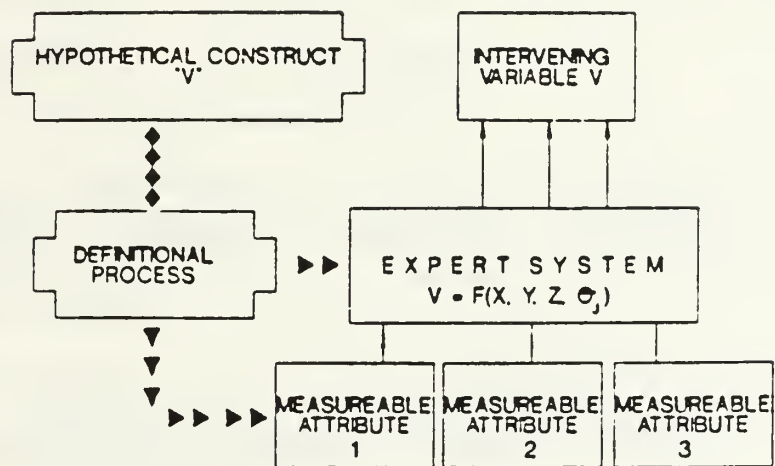 HYPOTHETICAL CONSTRUCT
"V"
INTERVENING
VARIABLE V
DEFINITIONAL
PROCESS
EXPERT SYSTEM
V = F(X, Y, Z, Θj)
MEASUREABLE
ATTRIBUTE
1
MEASUREABLE
ATTRIBUTE
2
MEASUREABLE
ATTRIBUTE
3